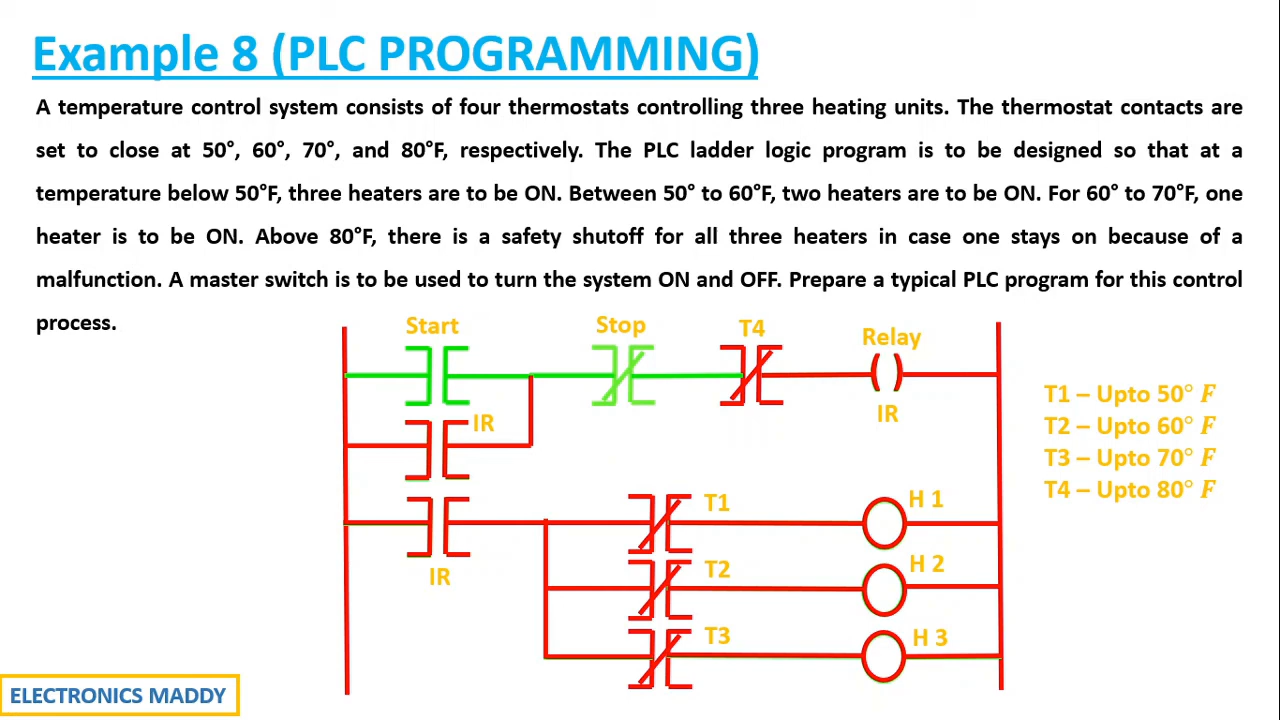 Example 8 (PLC PROGRAMMING)
A temperature control system consists of four thermostats controlling three heating units. The thermostat contacts are
set to close at 50°, 60°, 70°, and 80°F, respectively. The PLC ladder logic program is to be designed so that at a
temperature below 50°F, three heaters are to be ON. Between 50° to 60°F, two heaters are to be ON. For 60° to 70°F, one
heater is to be ON. Above 80°F, there is a safety shutoff for all three heaters in case one stays on because of a
malfunction. A master switch is to be used to turn the system ON and OFF. Prepare a typical PLC program for this control
process.
Start
Stop
T4
Relay
IR
IR
T1 – Upto 50° F
T2 – Upto 60° F
T3 – Upto 70° F
T4 – Upto 80° F
T1
H 1
IR
T2
H 2
T3
H 3
ELECTRONICS MADDY